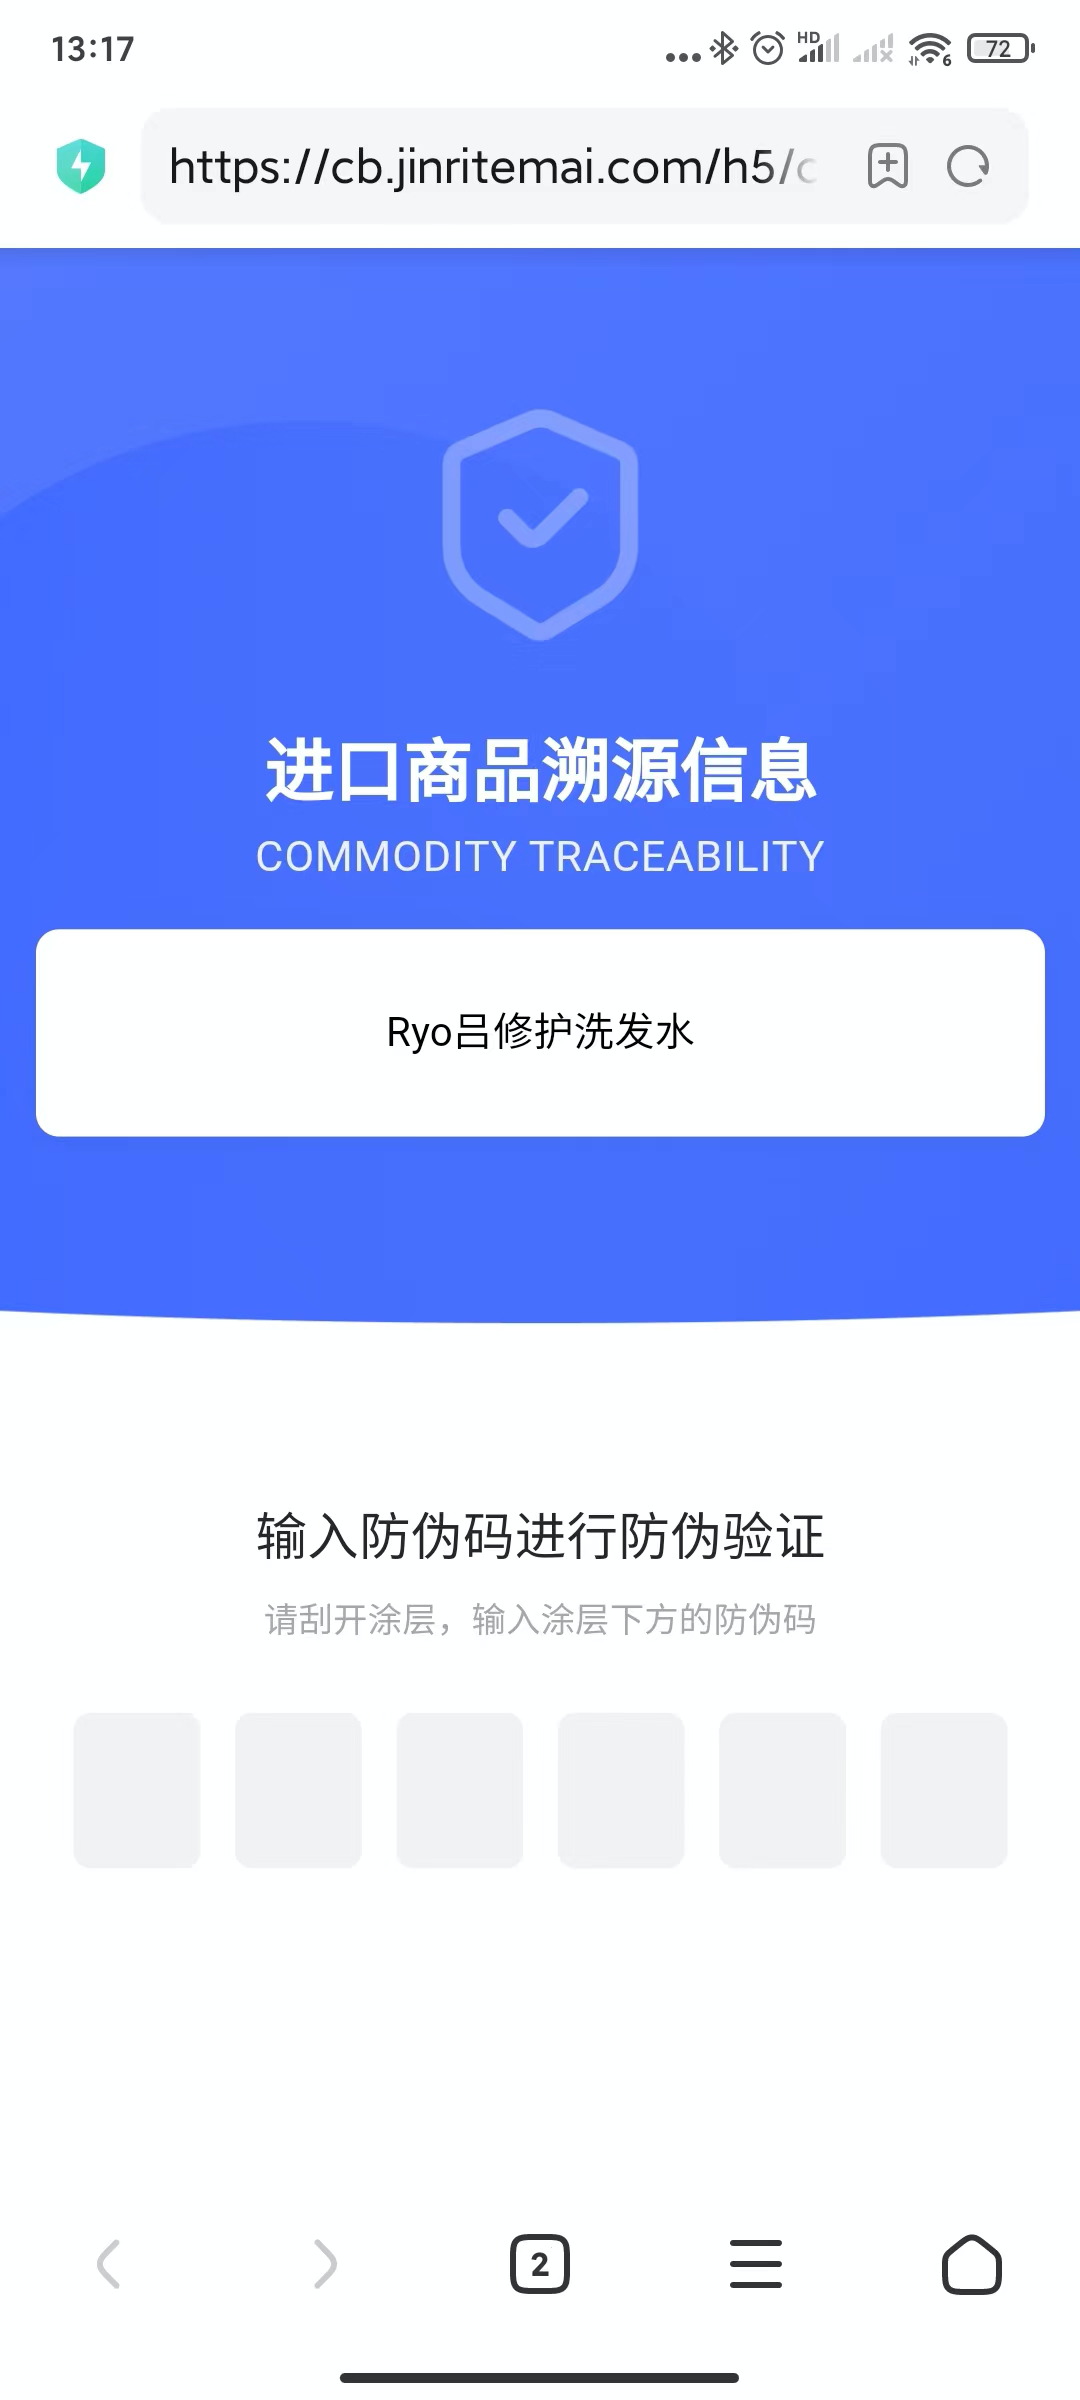 13:17
HD
6
72
https://cb.jinritemai.com/h5/c
进口商品溯源信息
COMMODITY TRACEABILITY
Ryo吕修护洗发水
输入防伪码进行防伪验证
请刮开涂层，输入涂层下方的防伪码
2